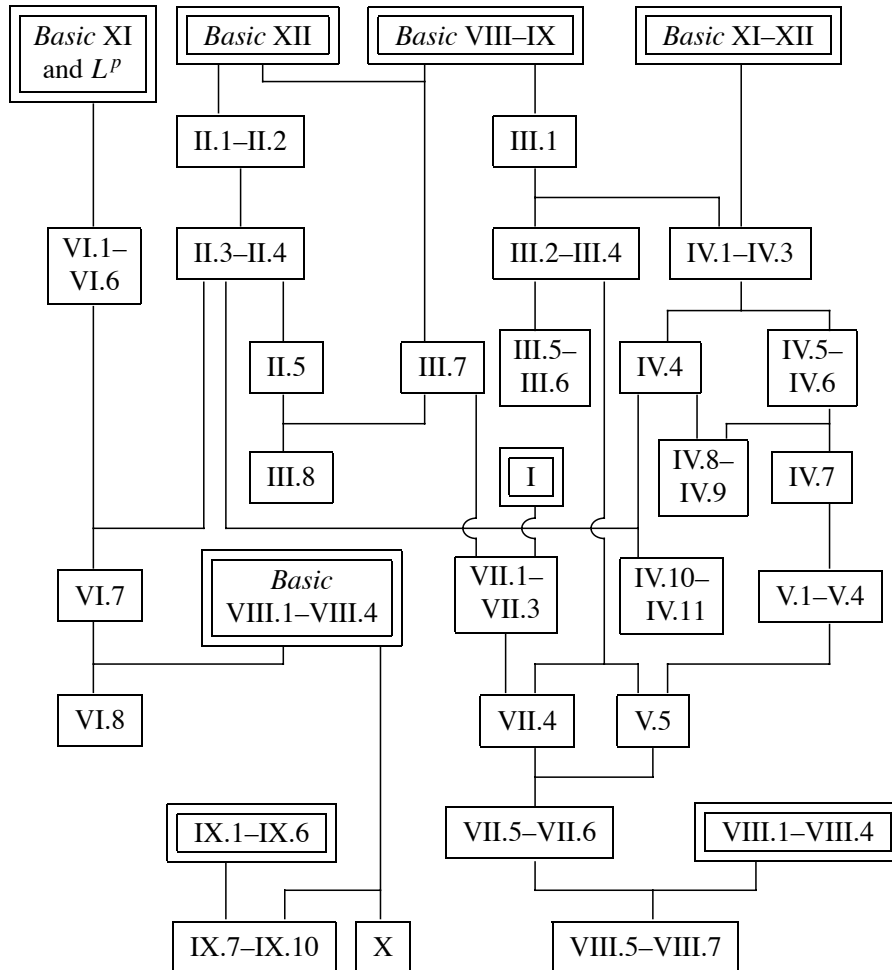 Basic XI
and L^p
Basic XII
Basic VIII–IX
Basic XI–XII
II.1–II.2
III.1
VI.1–
VI.6
II.3–II.4
III.2–III.4
IV.1–IV.3
II.5
III.7
III.5–
III.6
IV.4
IV.5–
IV.6
III.8
I
IV.8–
IV.9
IV.7
VI.7
Basic
VIII.1–VIII.4
VII.1–
VII.3
IV.10–
IV.11
V.1–V.4
VI.8
VII.4
V.5
IX.1–IX.6
VII.5–VII.6
VIII.1–VIII.4
IX.7–IX.10
X
VIII.5–VIII.7